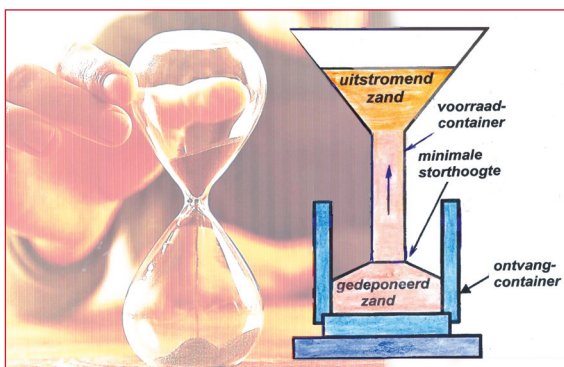 uitstromend
zand
voorraad-
container
minimale
storthoogte
ontvang-
container
gedeponeerd
zand